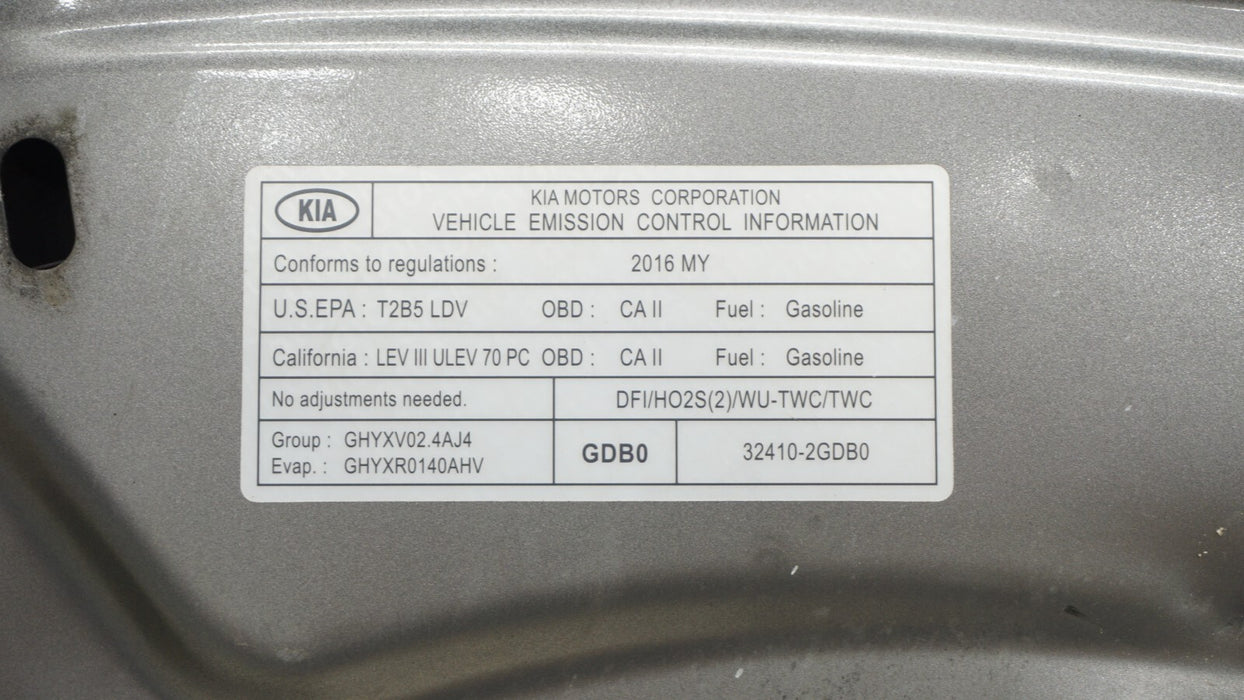 KIA
KIA MOTORS CORPORATION
VEHICLE EMISSION CONTROL INFORMATION
Conforms to regulations : 2016 MY
U.S.EPA : T2B5 LDV OBD : CA II Fuel : Gasoline
California : LEV III ULEV 70 PC OBD : CA II Fuel : Gasoline
No adjustments needed.
DFI/HO2S(2)/WU-TWC/TWC
Group : GHYXV02.4AJ4
Evap. : GHYXR0140AHV
GDB0
32410-2GDB0